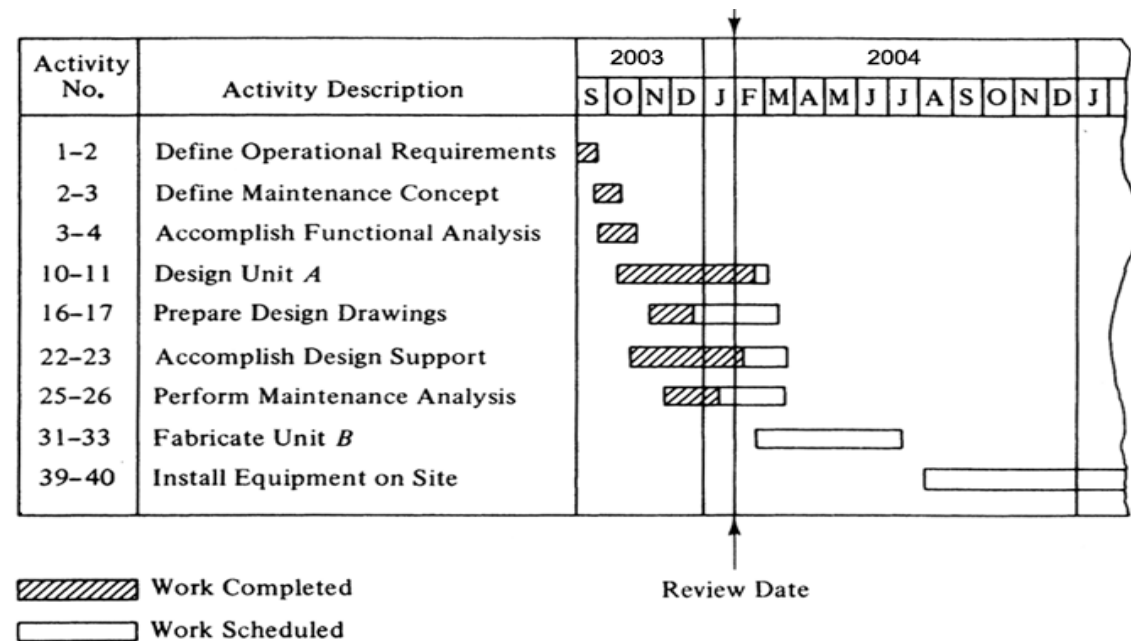 2003 2004
Activity No. Activity Description S O N D J F M A M J J A S O N D J
1–2 Define Operational Requirements
2–3 Define Maintenance Concept
3–4 Accomplish Functional Analysis
10–11 Design Unit A
16–17 Prepare Design Drawings
22–23 Accomplish Design Support
25–26 Perform Maintenance Analysis
31–33 Fabricate Unit B
39–40 Install Equipment on Site
Work Completed
Review Date
Work Scheduled